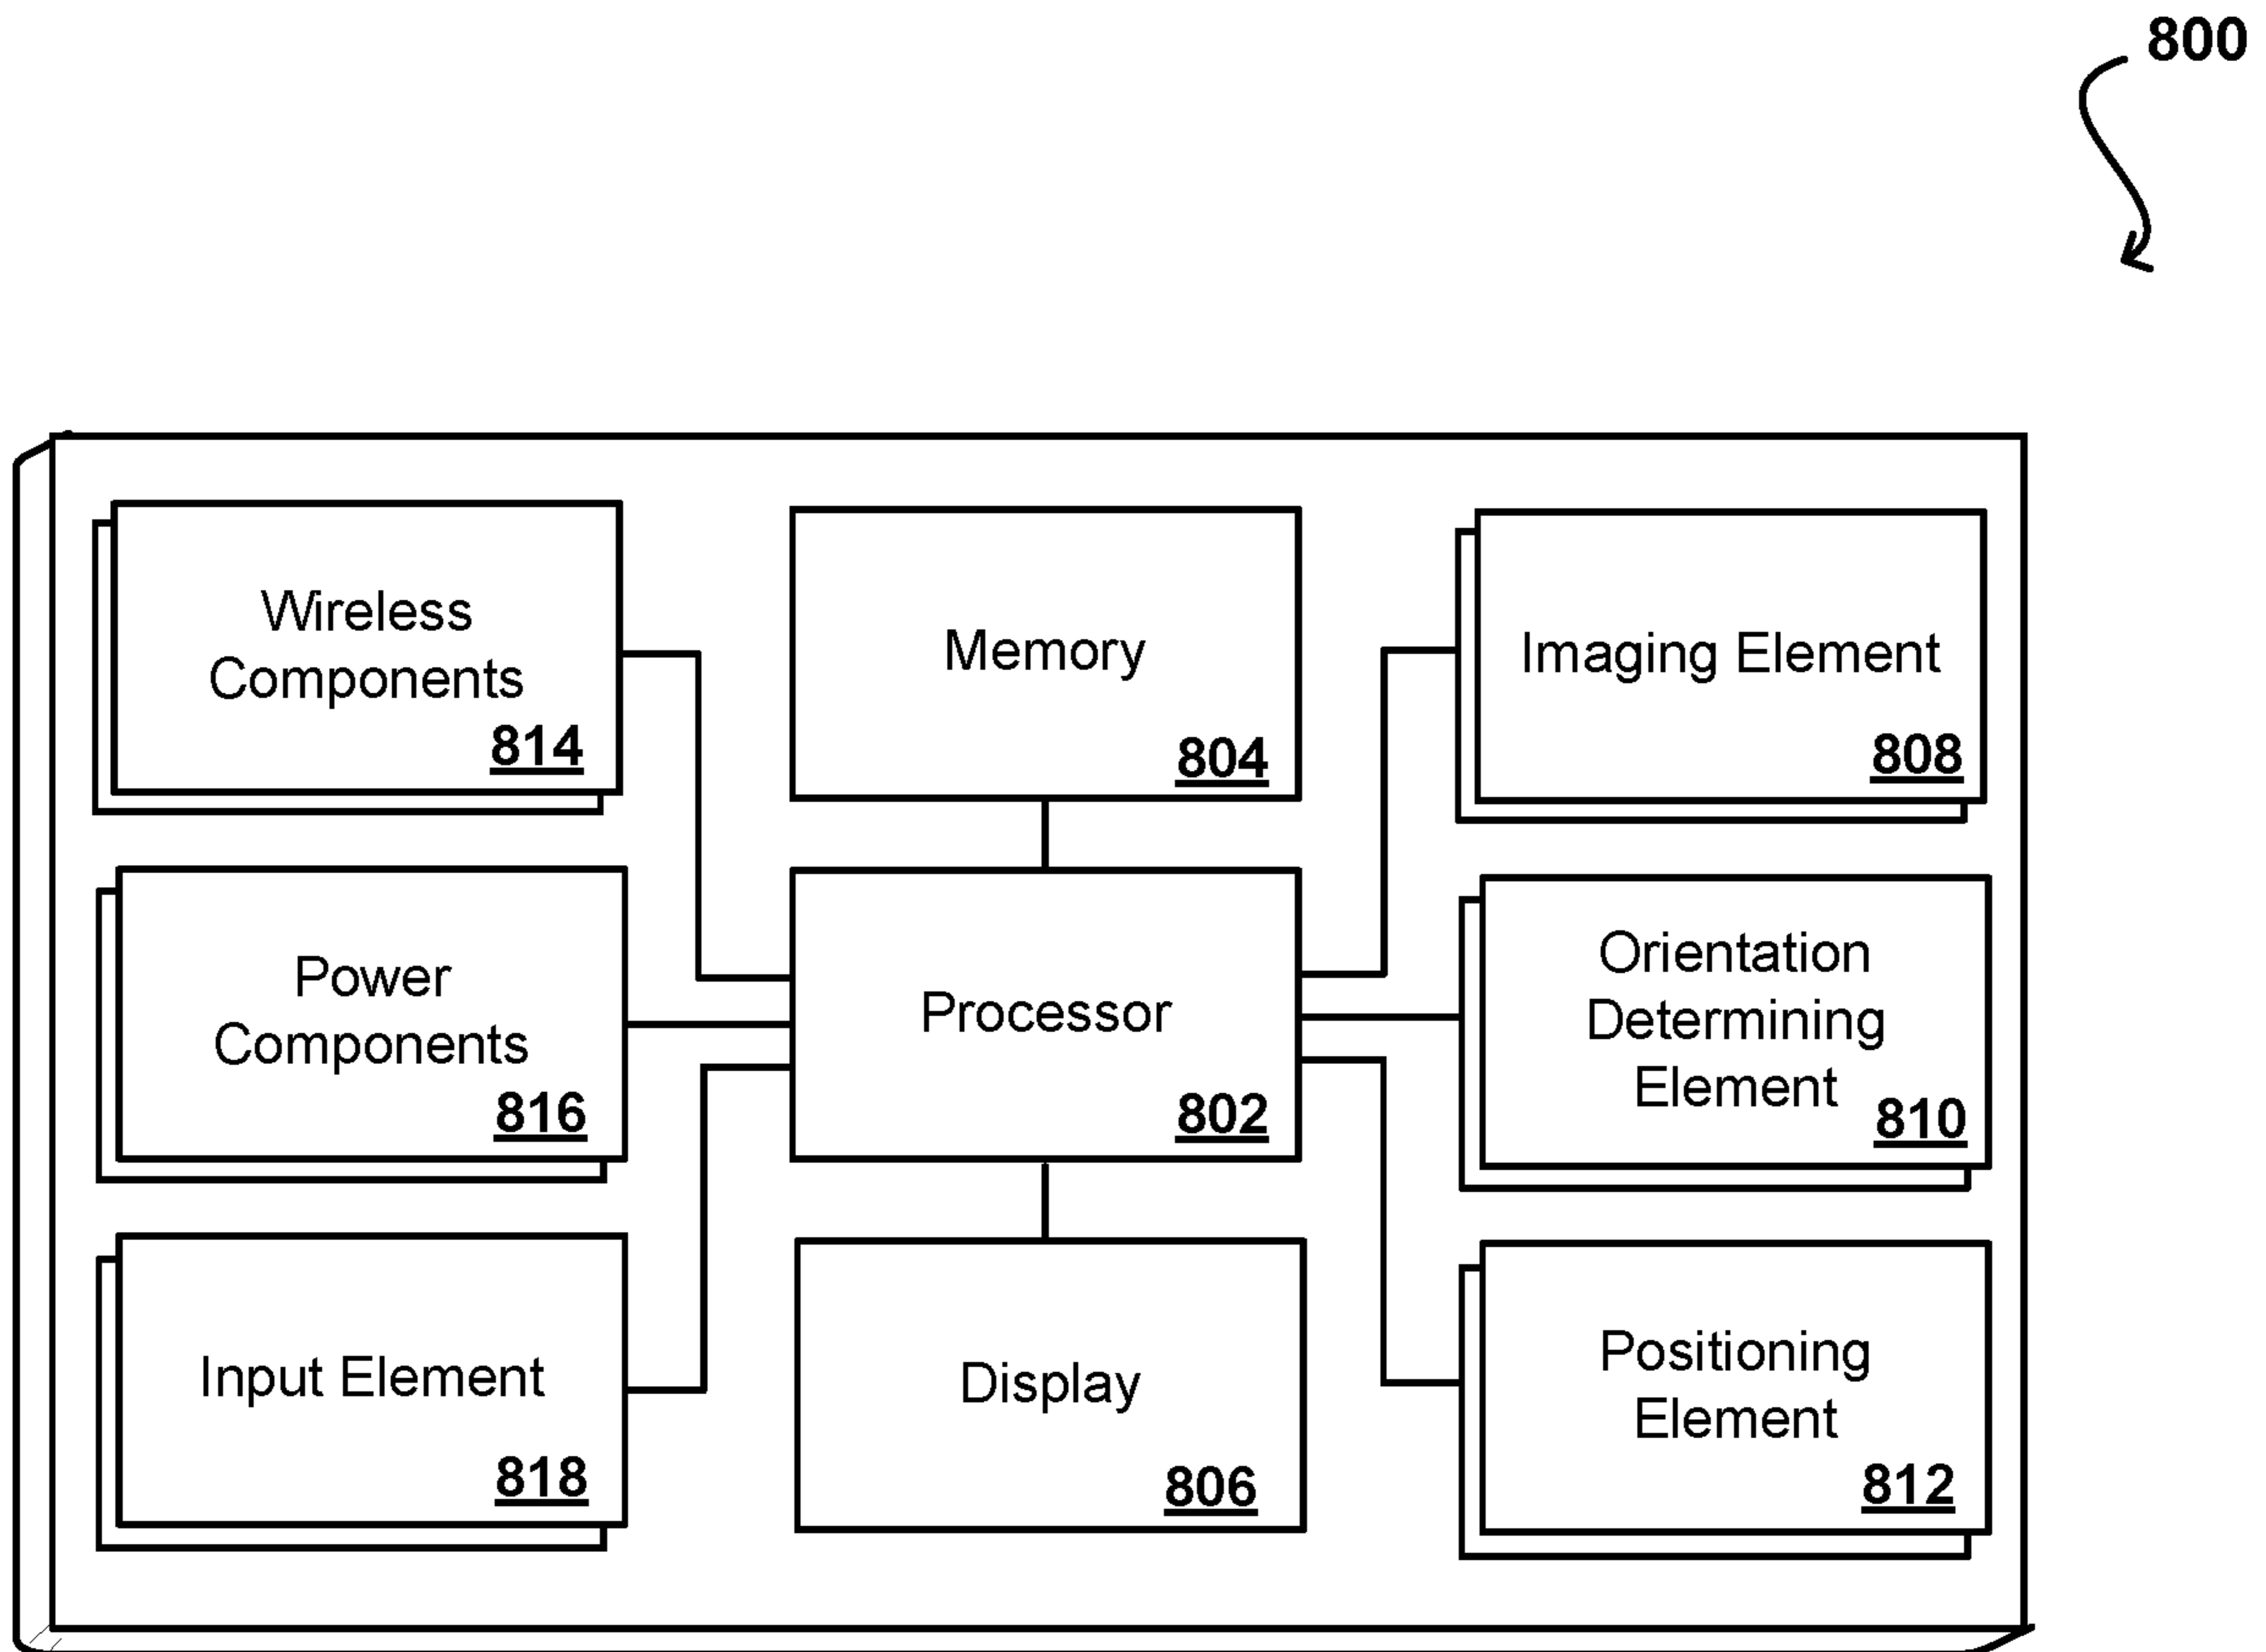 800
Wireless
Components
814
Memory
804
Imaging Element
808
Power
Components
816
Processor
802
Orientation
Determining
Element
810
Input Element
818
Display
806
Positioning
Element
812